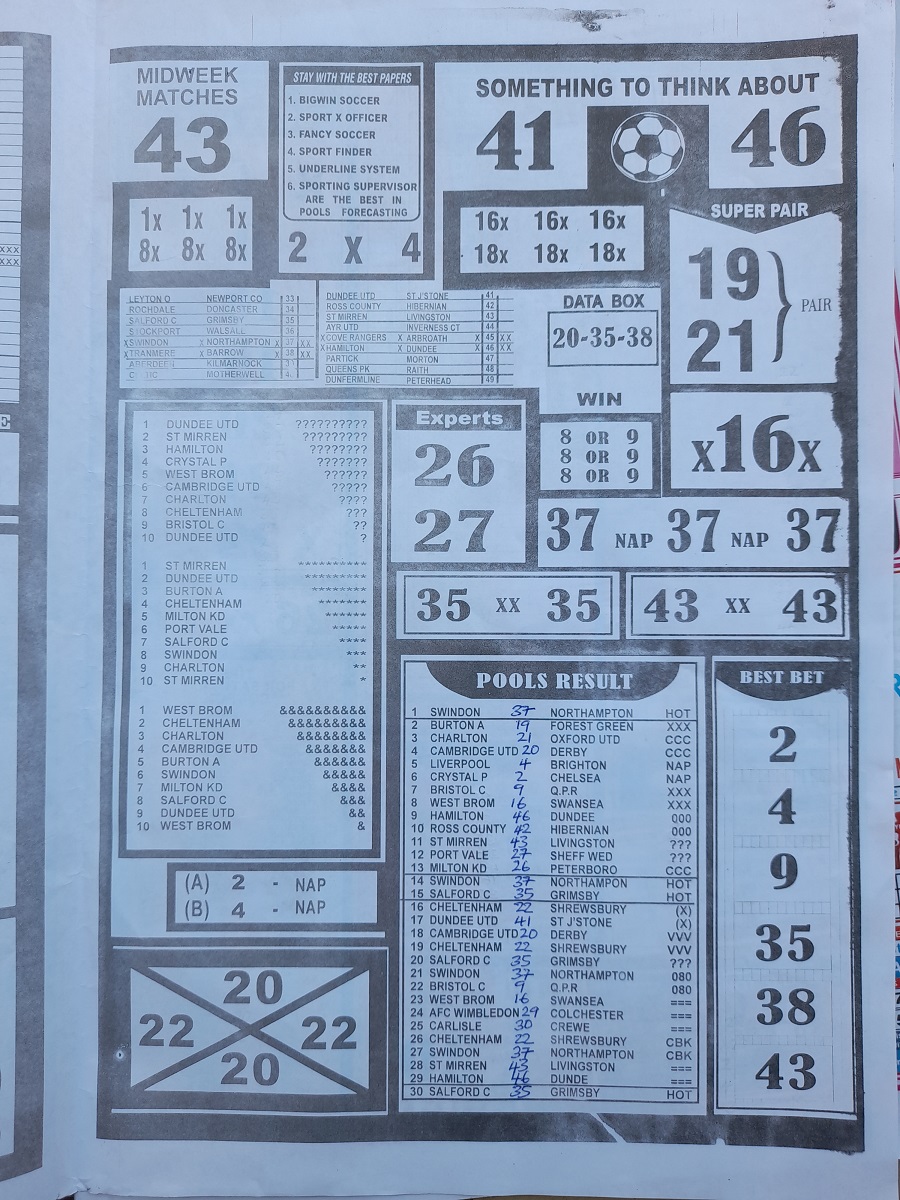 MIDWEEK
MATCHES
43
1x 1x 1x
8x 8x 8x
STAY WITH THE BEST PAPERS
1. BIGWIN SOCCER
2. SPORT X OFFICER
3. FANCY SOCCER
4. SPORT FINDER
5. UNDERLINE SYSTEM
6. SPORTING SUPERVISOR
ARE THE BEST IN
POOLS FORECASTING
2 X 4
SOMETHING TO THINK ABOUT
41 46
16x 16x 16x
18x 18x 18x
SUPER PAIR
19
21
PAIR
LEYTON O NEWPORT CO 33
ROCHDALE DONCASTER 34
SALFORD C GRIMSBY 35
STOCKPORT WALSALL 36
X SWINDON X NORTHAMPTON X 37 XX
X TRANMERE X BARROW X 38 XX
ABERDEEN KILMARNOCK
MOTHERWELL
DUNDEE UTD ST J'STONE 41
ROSS COUNTY HIBERNIAN 42
ST MIRREN LIVINGSTON 43
AYR UTD INVERNESS CT 44
X COVE RANGERS X ARBROATH X 45 XX
X HAMILTON X DUNDEE X 46 XX
PARTICK MORTON 47
QUEENS PK RAITH 48
DUNFERMLINE PETERHEAD 49
DATA BOX
20-35-38
WIN
8 OR 9
8 OR 9
8 OR 9
x16x
1 DUNDEE UTD ??????????
2 ST MIRREN ?????????
3 HAMILTON ????????
4 CRYSTAL P ???????
5 WEST BROM ??????
6 CAMBRIDGE UTD ?????
7 CHARLTON ????
8 CHELTENHAM ???
9 BRISTOL C ??
10 DUNDEE UTD ?
1 ST MIRREN **********
2 DUNDEE UTD *********
3 BURTON A ********
4 CHELTENHAM *******
5 MILTON KD ******
6 PORT VALE *****
7 SALFORD C ****
8 SWINDON ***
9 CHARLTON **
10 ST MIRREN *
1 WEST BROM &&&&&&&&&&
2 CHELTENHAM &&&&&&&&&
3 CHARLTON &&&&&&&&
4 CAMBRIDGE UTD &&&&&&&
5 BURTON A &&&&&&
6 SWINDON &&&&&
7 MILTON KD &&&&
8 SALFORD C &&&
9 DUNDEE UTD &&
10 WEST BROM &
(A) 2 - NAP
(B) 4 - NAP
20
22 22
20
Experts
26
27
37 NAP 37 NAP 37
35 XX 35
43 XX 43
POOLS RESULT
1 SWINDON 37 NORTHAMPTON HOT
2 BURTON A 19 FOREST GREEN XXX
3 CHARLTON 21 OXFORD UTD CCC
4 CAMBRIDGE UTD 20 DERBY CCC
5 LIVERPOOL 4 BRIGHTON NAP
6 CRYSTAL P 2 CHELSEA NAP
7 BRISTOL C 9 Q.P.R XXX
8 WEST BROM 16 SWANSEA XXX
9 HAMILTON 46 DUNDEE 000
10 ROSS COUNTY 42 HIBERNIAN 000
11 ST MIRREN 43 LIVINGSTON ???
12 PORT VALE 27 SHEFF WED ???
13 MILTON KD 26 PETERBORO CCC
14 SWINDON 37 NORTHAMPON HOT
15 SALFORD C 35 GRIMSBY HOT
16 CHELTENHAM 22 SHREWSBURY (X)
17 DUNDEE UTD 41 ST J'STONE (X)
18 CAMBRIDGE UTD 20 DERBY VVV
19 CHELTENHAM 22 SHREWSBURY VVV
20 SALFORD C 35 GRIMSBY ???
21 SWINDON 37 NORTHAMPTON 080
22 BRISTOL C 9 Q.P.R 080
23 WEST BROM 16 SWANSEA ===
24 AFC WIMBLEDON 29 COLCHESTER ===
25 CARLISLE 30 CREWE ===
26 CHELTENHAM 22 SHREWSBURY CBK
27 SWINDON 37 NORTHAMPTON CBK
28 ST MIRREN 43 LIVINGSTON ===
29 HAMILTON 46 DUNDE ===
30 SALFORD C 35 GRIMSBY HOT
BEST BET
2
4
9
35
38
43
XXX
XXX